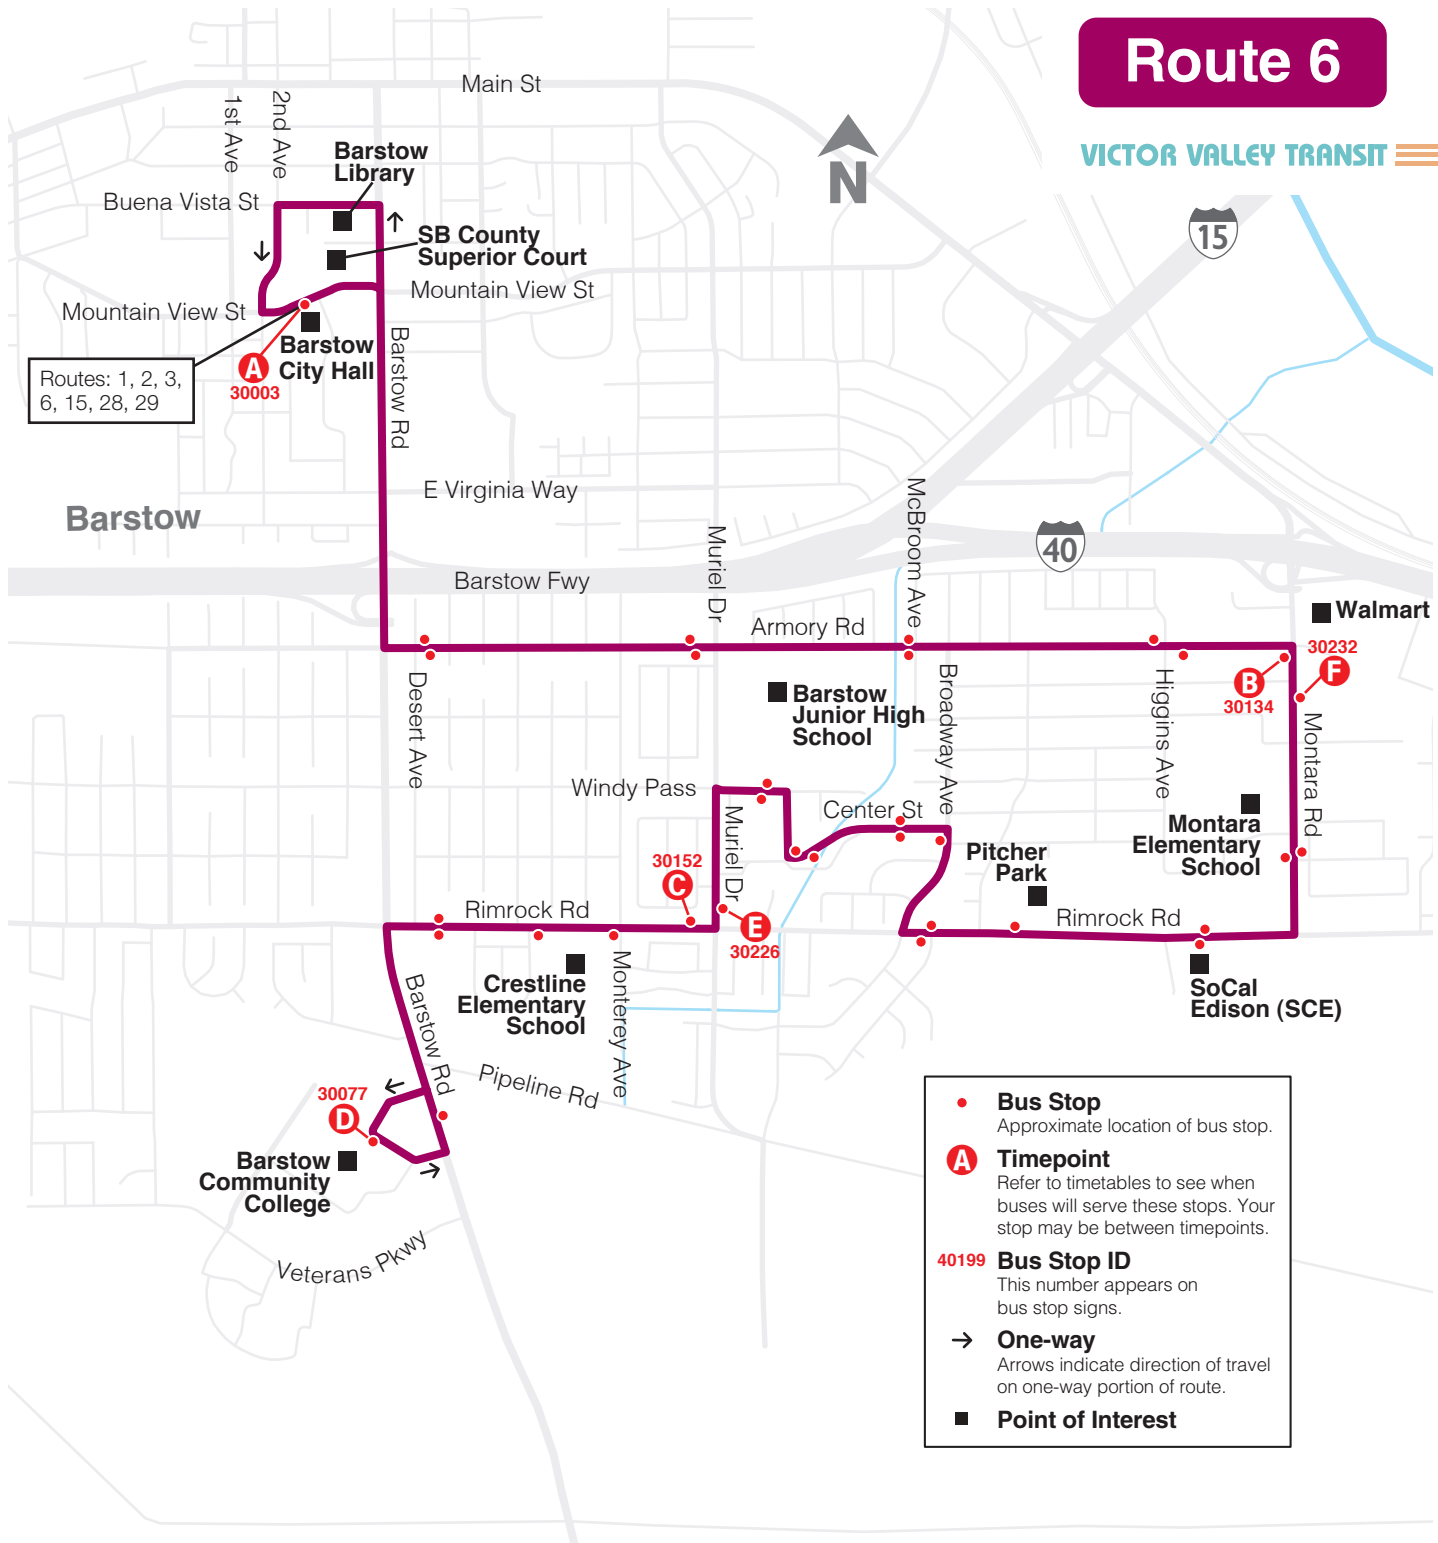 Route 6
VICTOR VALLEY TRANSIT
Main St
1st Ave
2nd Ave
Barstow
Library
Buena Vista St
SB County
Superior Court
15
Mountain View St
Mountain View St
Barstow
City Hall
A
30003
Routes: 1, 2, 3,
6, 15, 28, 29
Barstow Rd
E Virginia Way
Barstow
McBroom Ave
Muriel Dr
40
Barstow Fwy
Walmart
Armory Rd
30232
F
B
30134
Desert Ave
Barstow
Junior High
School
Broadway Ave
Higgins Ave
Montara Rd
Windy Pass
Center St
Muriel Dr
Montara
Elementary
School
Pitcher
Park
30152
C
Rimrock Rd
E
30226
Rimrock Rd
Crestline
Elementary
School
Monterey Ave
SoCal
Edison (SCE)
Barstow Rd
Pipeline Rd
30077
D
Barstow
Community
College
Veterans Pkwy
Bus Stop
Approximate location of bus stop.
A
Timepoint
Refer to timetables to see when
buses will serve these stops. Your
stop may be between timepoints.
40199
Bus Stop ID
This number appears on
bus stop signs.
One-way
Arrows indicate direction of travel
on one-way portion of route.
Point of Interest
N